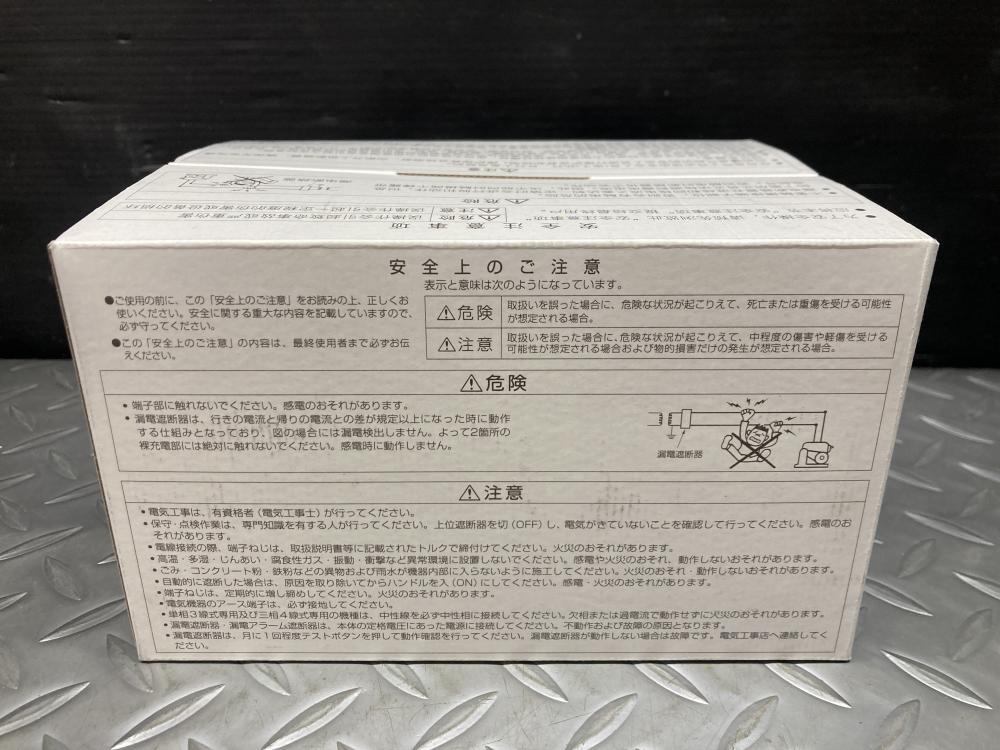 安全注意事项
安全上のご注意
表示と意味は次のようになっています。
●ご使用の前に、この「安全上のご注意」をお読みの上、正しくお
使いください。安全に関する重大な内容を記載していますので、
必ず守ってください。
●この「安全上のご注意」の内容は、最終使用者まで必ずお伝
えください。
⚠危険
取扱いを誤った場合に、危険な状況が起こりえて、死亡または重傷を受ける可能性
が想定される場合。
⚠注意
取扱いを誤った場合に、危険な状況が起こりえて、中程度の傷害や軽傷を受ける
可能性が想定される場合および物的損害だけの発生が想定される場合。
⚠危険
・端子部に触れないでください。感電のおそれがあります。
・漏電遮断器は、行きの電流と帰りの電流との差が規定以上になった時に動作
する仕組みとなっており、図の場合には漏電検出しません。よって2箇所の
裸充電部には絶対に触れないでください。感電時に動作しません。
漏電遮断器
⚠注意
・電気工事は、有資格者(電気工事士)が行ってください。
・保守・点検作業は、専門知識を有する人が行ってください。上位遮断器を切(OFF)し、電気がきていないことを確認して行ってください。感電のお
それがあります。
・電線接続の際、端子ねじは、取扱説明書等に記載されたトルクで締付けてください。火災のおそれがあります。
・高温・多湿・じんあい・腐食性ガス・振動・衝撃など異常環境に設置しないでください。感電や火災のおそれ、動作しないおそれがあります。
・ごみ・コンクリート粉・鉄粉などの異物および雨水が機器内部に入らないように施工してください。火災のおそれ・動作しないおそれがあります。
・自動的に遮断した場合は、原因を取り除いてからハンドルを入(ON)にしてください。感電・火災のおそれがあります。
・端子ねじは、定期的に増し締めしてください。火災のおそれがあります。
・電気機器のアース端子は、必ず接地してください。
・単相3線式専用及び三相4線式専用の機種は、中性線を必ず中性相に接続してください。欠相または過電流で動作せずに火災のおそれがあります。
・漏電遮断器・漏電アラーム遮断器は、本体の定格電圧にあった電源に接続してください。不動作および故障の原因となります。
・漏電遮断器は、月に1回程度テストボタンを押して動作確認を行ってください。漏電遮断器が動作しない場合は故障です。電気工事店へ連絡してく
ださい。